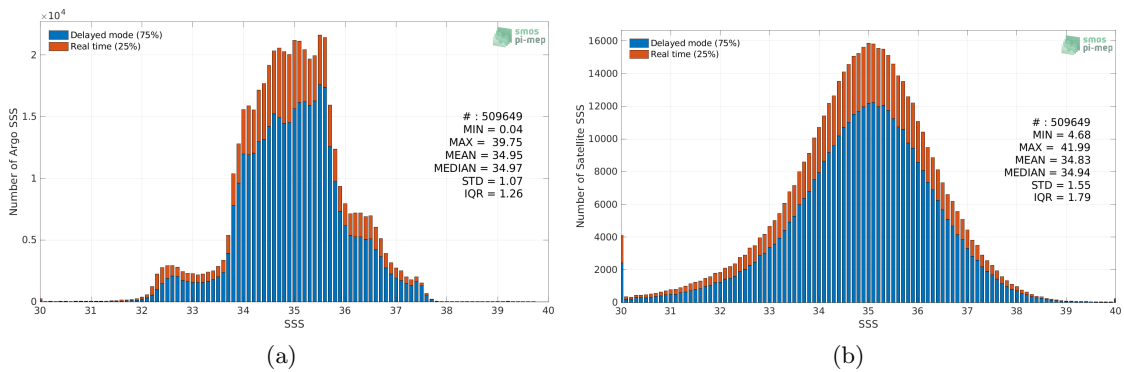 ×10⁴
Delayed mode (75%)
Real time (25%)
smos
pi-mep
Number of Argo SSS
2
1.5
1
0.5
0
# : 509649
MIN = 0.04
MAX = 39.75
MEAN = 34.95
MEDIAN = 34.97
STD = 1.07
IQR = 1.26
30 31 32 33 34 35 36 37 38 39 40
SSS
(a)
Delayed mode (75%)
Real time (25%)
smos
pi-mep
Number of Satellite SSS
16000
14000
12000
10000
8000
6000
4000
2000
0
# : 509649
MIN = 4.68
MAX = 41.99
MEAN = 34.83
MEDIAN = 34.94
STD = 1.55
IQR = 1.79
30 31 32 33 34 35 36 37 38 39 40
SSS
(b)